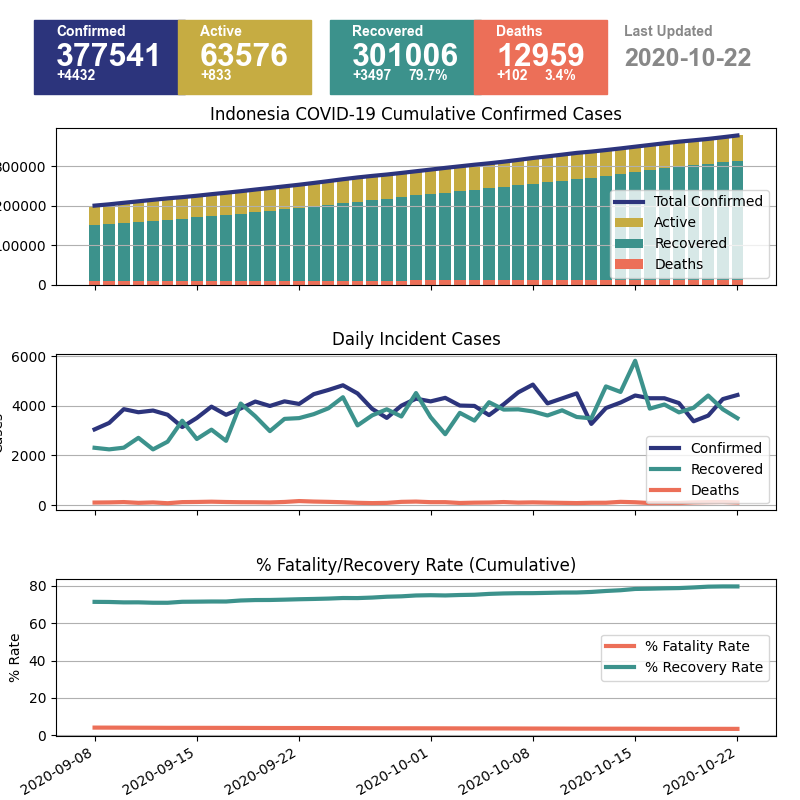 Confirmed
377541
+4432
Active
63576
+833
Recovered
301006
+3497 79.7%
Deaths
12959
+102 3.4%
Last Updated
2020-10-22
Indonesia COVID-19 Cumulative Confirmed Cases
300000
200000
100000
0
Total Confirmed
Active
Recovered
Deaths
Daily Incident Cases
Cases
6000
4000
2000
0
Confirmed
Recovered
Deaths
% Fatality/Recovery Rate (Cumulative)
% Rate
80
60
40
20
0
% Fatality Rate
% Recovery Rate
2020-09-08
2020-09-15
2020-09-22
2020-10-01
2020-10-08
2020-10-15
2020-10-22